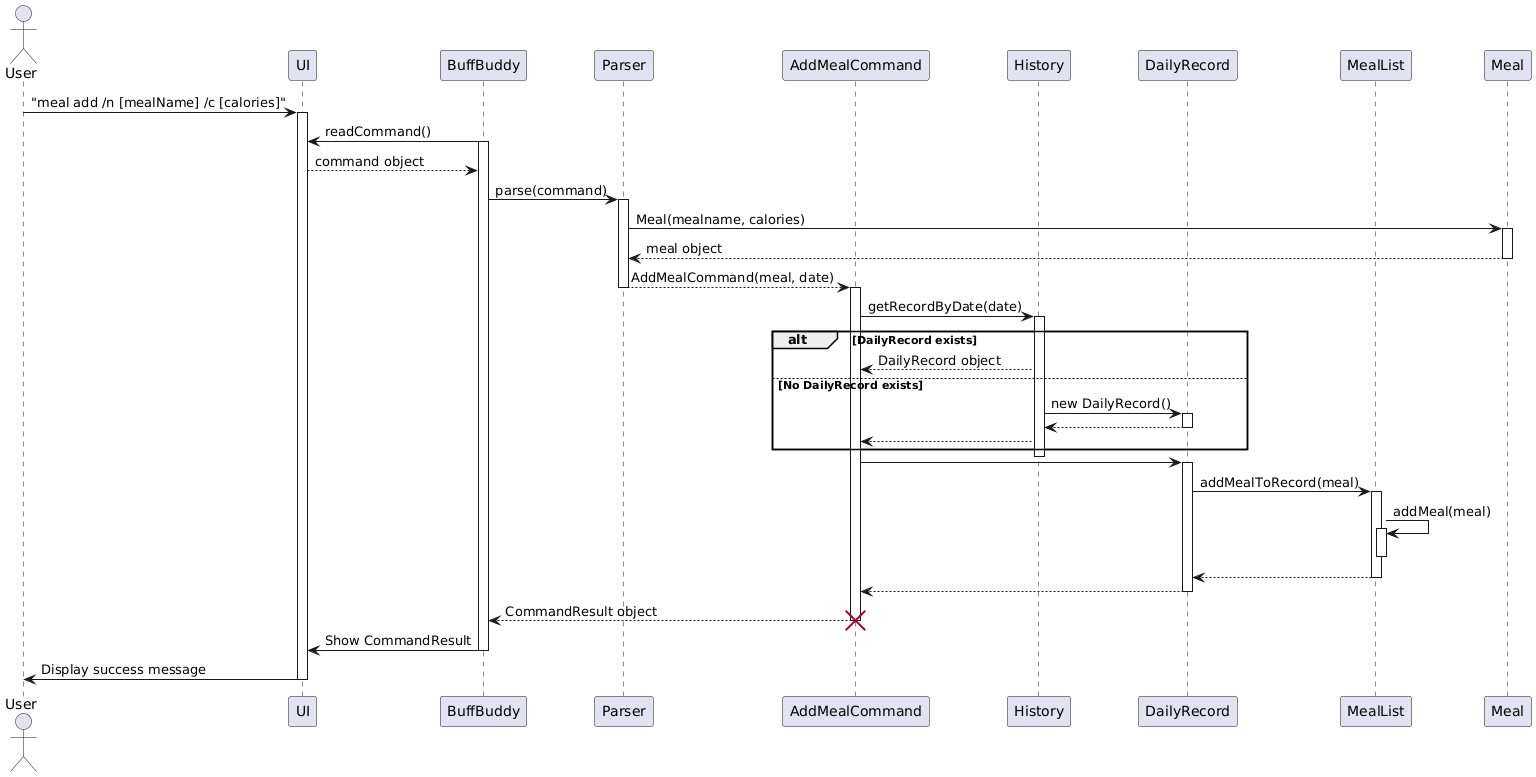 User
UI
BuffBuddy
Parser
AddMealCommand
History
DailyRecord
MealList
Meal
"meal add /n [mealName] /c [calories]"
readCommand()
command object
parse(command)
Meal(mealname, calories)
meal object
AddMealCommand(meal, date)
getRecordByDate(date)
alt
[DailyRecord exists]
DailyRecord object
[No DailyRecord exists]
new DailyRecord()
addMealToRecord(meal)
addMeal(meal)
CommandResult object
Show CommandResult
Display success message
User
UI
BuffBuddy
Parser
AddMealCommand
History
DailyRecord
MealList
Meal